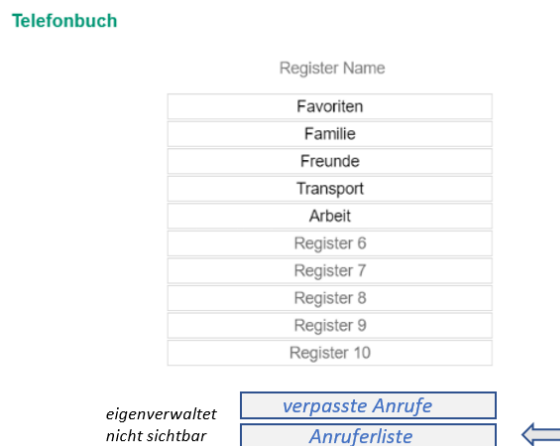 Telefonbuch
Register Name
Favoriten
Familie
Freunde
Transport
Arbeit
Register 6
Register 7
Register 8
Register 9
Register 10
eigenverwaltet
nicht sichtbar
verpasste Anrufe
Anruferliste